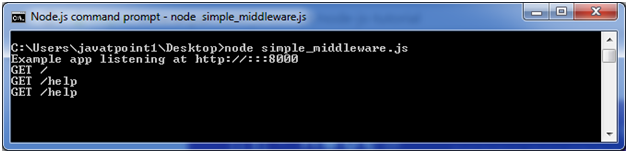 Node.js command prompt - node  simple_middleware.js
C:\Users\javatpoint1\Desktop>node simple_middleware.js
Example app listening at http://:::8000
GET /
GET /help
GET /help